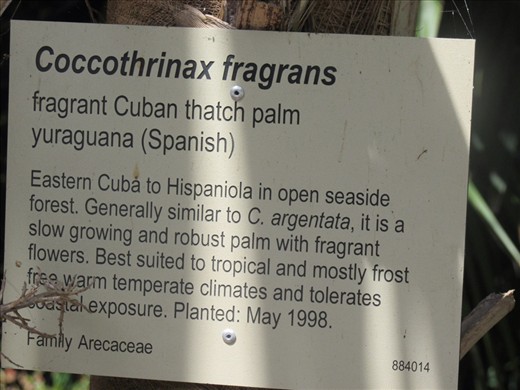 Coccothrinax fragrans
fragrant Cuban thatch palm
yuraguana (Spanish)
Eastern Cuba to Hispaniola in open seaside
forest. Generally similar to C. argentata, it is a
slow growing and robust palm with fragrant
flowers. Best suited to tropical and mostly frost
free warm temperate climates and tolerates
coastal exposure. Planted: May 1998.
Family Arecaceae
884014